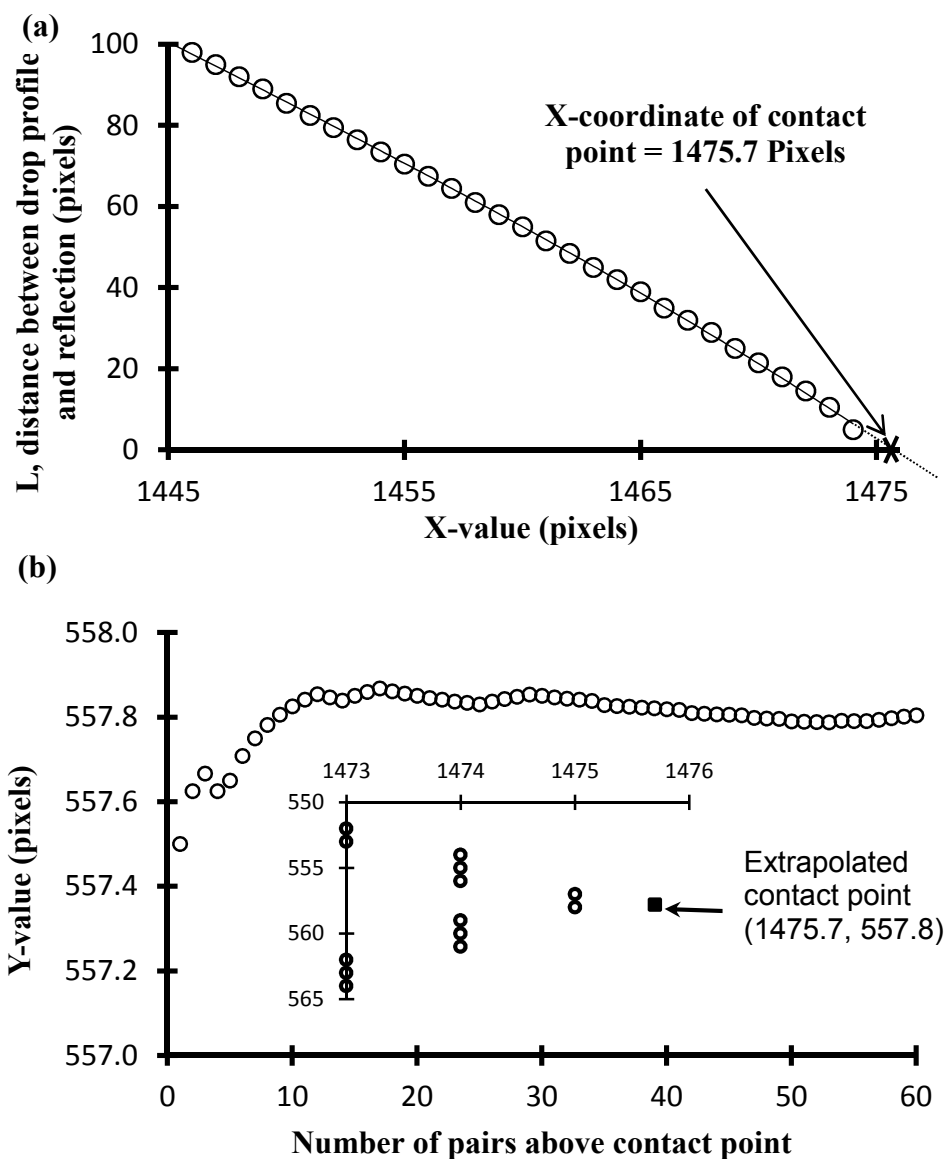 (a)
L, distance between drop profile
and reflection (pixels)
100
80
60
40
20
0
X-coordinate of contact
point = 1475.7 Pixels
1445 1455 1465 1475
X-value (pixels)
(b)
Y-value (pixels)
558.0
557.8
557.6
557.4
557.2
557.0
1473 1474 1475 1476
550
555
560
565
Extrapolated
contact point
(1475.7, 557.8)
0 10 20 30 40 50 60
Number of pairs above contact point